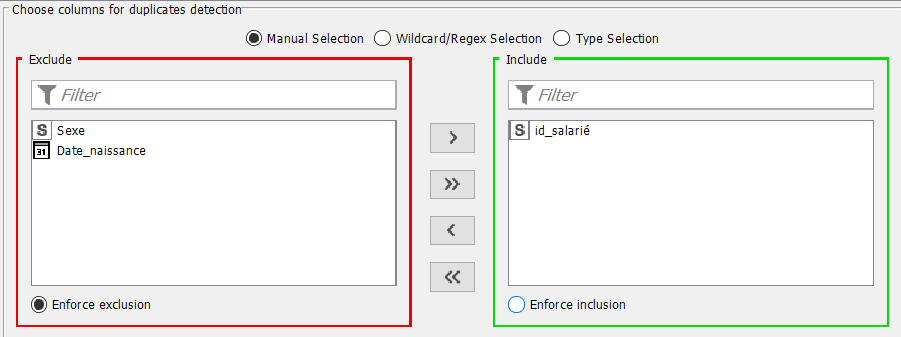 Choose columns for duplicates detection
Manual Selection Wildcard/Regex Selection Type Selection
Exclude
Filter
S Sexe
31 Date_naissance
Enforce exclusion
>
>>
<
<<
Include
Filter
S id_salarié
Enforce inclusion